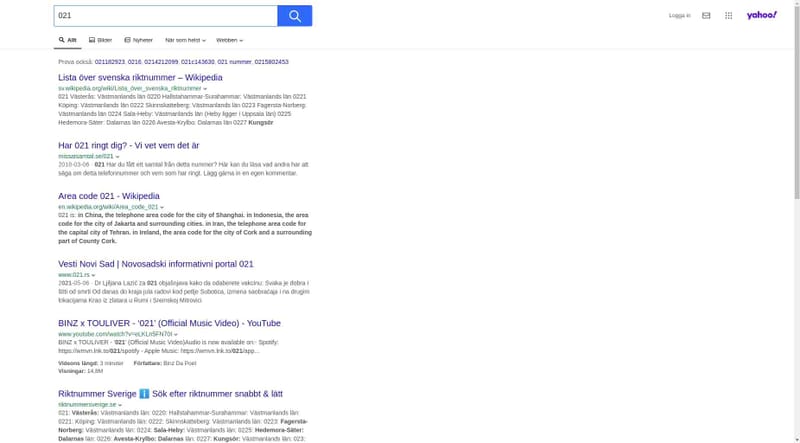 021
Logga in
yahoo!
Allt
Bilder
Nyheter
När som helst
Webben
Prova också: 021182923, 0216, 0214212099, 021c143630, 021 nummer, 0215802453
Lista över svenska riktnummer – Wikipedia
sv.wikipedia.org/wiki/Lista_över_svenska_riktnummer
021 Västerås: Västmanlands län 0220 Hallstahammar-Surahammar: Västmanlands län 0221
Köping: Västmanlands län 0222 Skinnskatteberg: Västmanlands län 0223 Fagersta-Norberg:
Västmanlands län 0224 Sala-Heby: Västmanlands län (Heby ligger i Uppsala län) 0225
Hedemora-Säter: Dalarnas län 0226 Avesta-Krylbo: Dalarnas län 0227 Kungsör
Har 021 ringt dig? - Vi vet vem det är
missatsamtal.se/021
2010-03-06 · 021 Har du fått ett samtal från detta nummer? Här kan du läsa vad andra har att
säga om detta telefonnummer och vem som har ringt. Lägg gärna in en egen kommentar.
Area code 021 - Wikipedia
en.wikipedia.org/wiki/Area_code_021
021 is: in China, the telephone area code for the city of Shanghai. in Indonesia, the area
code for the city of Jakarta and surrounding cities. in Iran, the telephone area code for
the capital city of Tehran. in Ireland, the area code for the city of Cork and a surrounding
part of County Cork.
Vesti Novi Sad | Novosadski informativni portal 021
www.021.rs
2021-05-06 · Dr Ljiljana Lazić za 021 objašnjava kako da odaberete vakcinu: Svaka je dobra i
štiti od smrti Od danas do kraja jula radovi kod petlje Subotica, izmena saobraćaja i na drugim
lokacijama Krao iz zlatara u Rumi i Sremskoj Mitrovici.
BINZ x TOULIVER - '021' (Official Music Video) - YouTube
www.youtube.com/watch?v=eLKLnSFN70I
BINZ x TOULIVER - '021' (Official Music Video)Audio is now available on:- Spotify:
https://wmvn.lnk.to/021/spotify - Apple Music: https://wmvn.lnk.to/021/app...
Videons längd: 3 minuter Författare: Binz Da Poet
Visningar: 14,6M
Riktnummer Sverige ℹ️ Sök efter riktnummer snabbt & lätt
riktnummersverige.se
021: Västerås: Västmanlands län: 0220: Hallstahammar-Surahammar: Västmanlands län:
0221: Köping: Västmanlands län: 0222: Skinnskatteberg: Västmanlands län: 0223: Fagersta-
Norberg: Västmanlands län: 0224: Sala-Heby: Västmanlands län: 0225: Hedemora-Säter:
Dalarnas län: 0226: Avesta-Krylbo: Dalarnas län: 0227: Kungsör: Västmanlands län: 023: